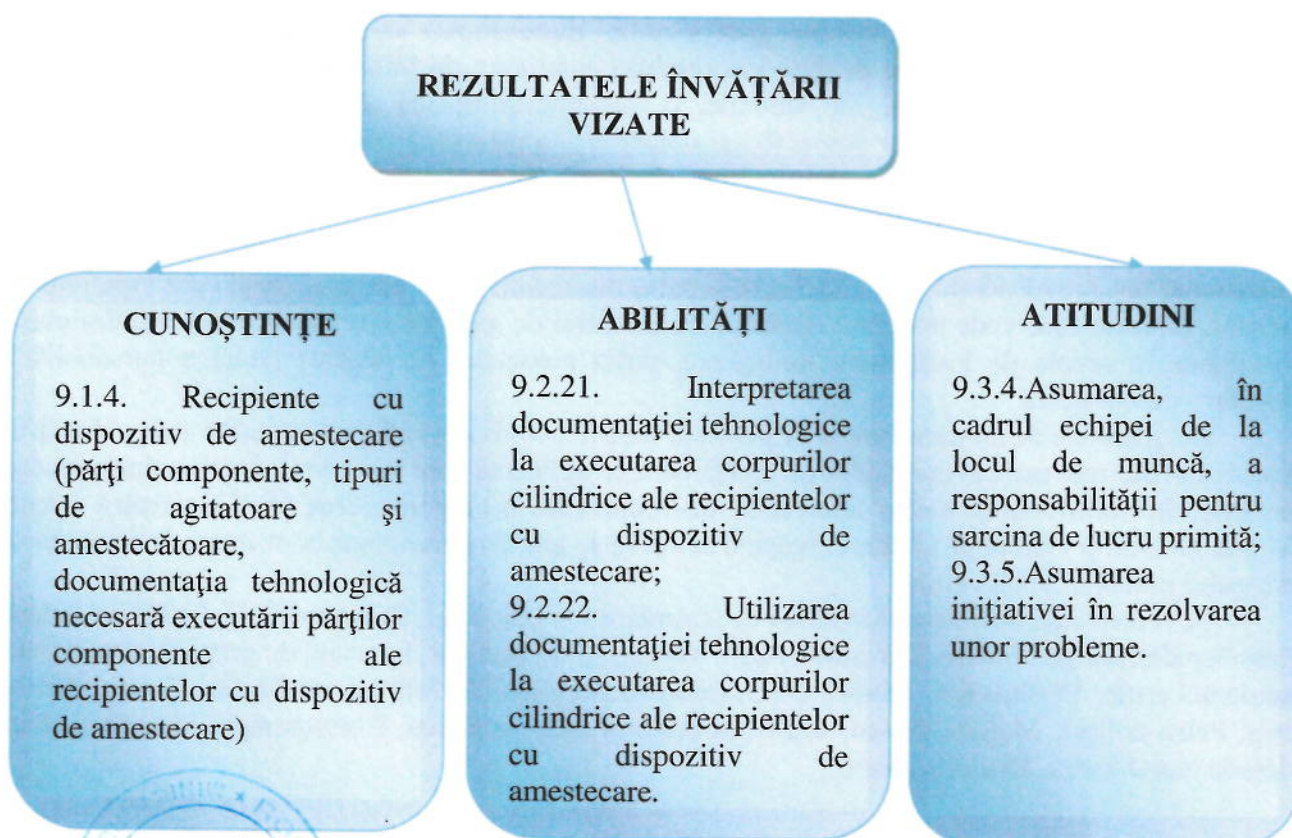 REZULTATELE ÎNVĂȚĂRII
VIZATE
CUNOȘTINȚE
9.1.4. Recipiente cu
dispozitiv de amestecare
(părţi componente, tipuri
de agitatoare şi
amestecătoare,
documentaţia tehnologică
necesară executării părţilor
componente ale
recipientelor cu dispozitiv
de amestecare)
ABILITĂȚI
9.2.21. Interpretarea
documentaţiei tehnologice
la executarea corpurilor
cilindrice ale recipientelor
cu dispozitiv de
amestecare;
9.2.22. Utilizarea
documentaţiei tehnologice
la executarea corpurilor
cilindrice ale recipientelor
cu dispozitiv de
amestecare.
ATITUDINI
9.3.4.Asumarea, în
cadrul echipei de la
locul de muncă, a
responsabilităţii pentru
sarcina de lucru primită;
9.3.5.Asumarea
iniţiativei în rezolvarea
unor probleme.